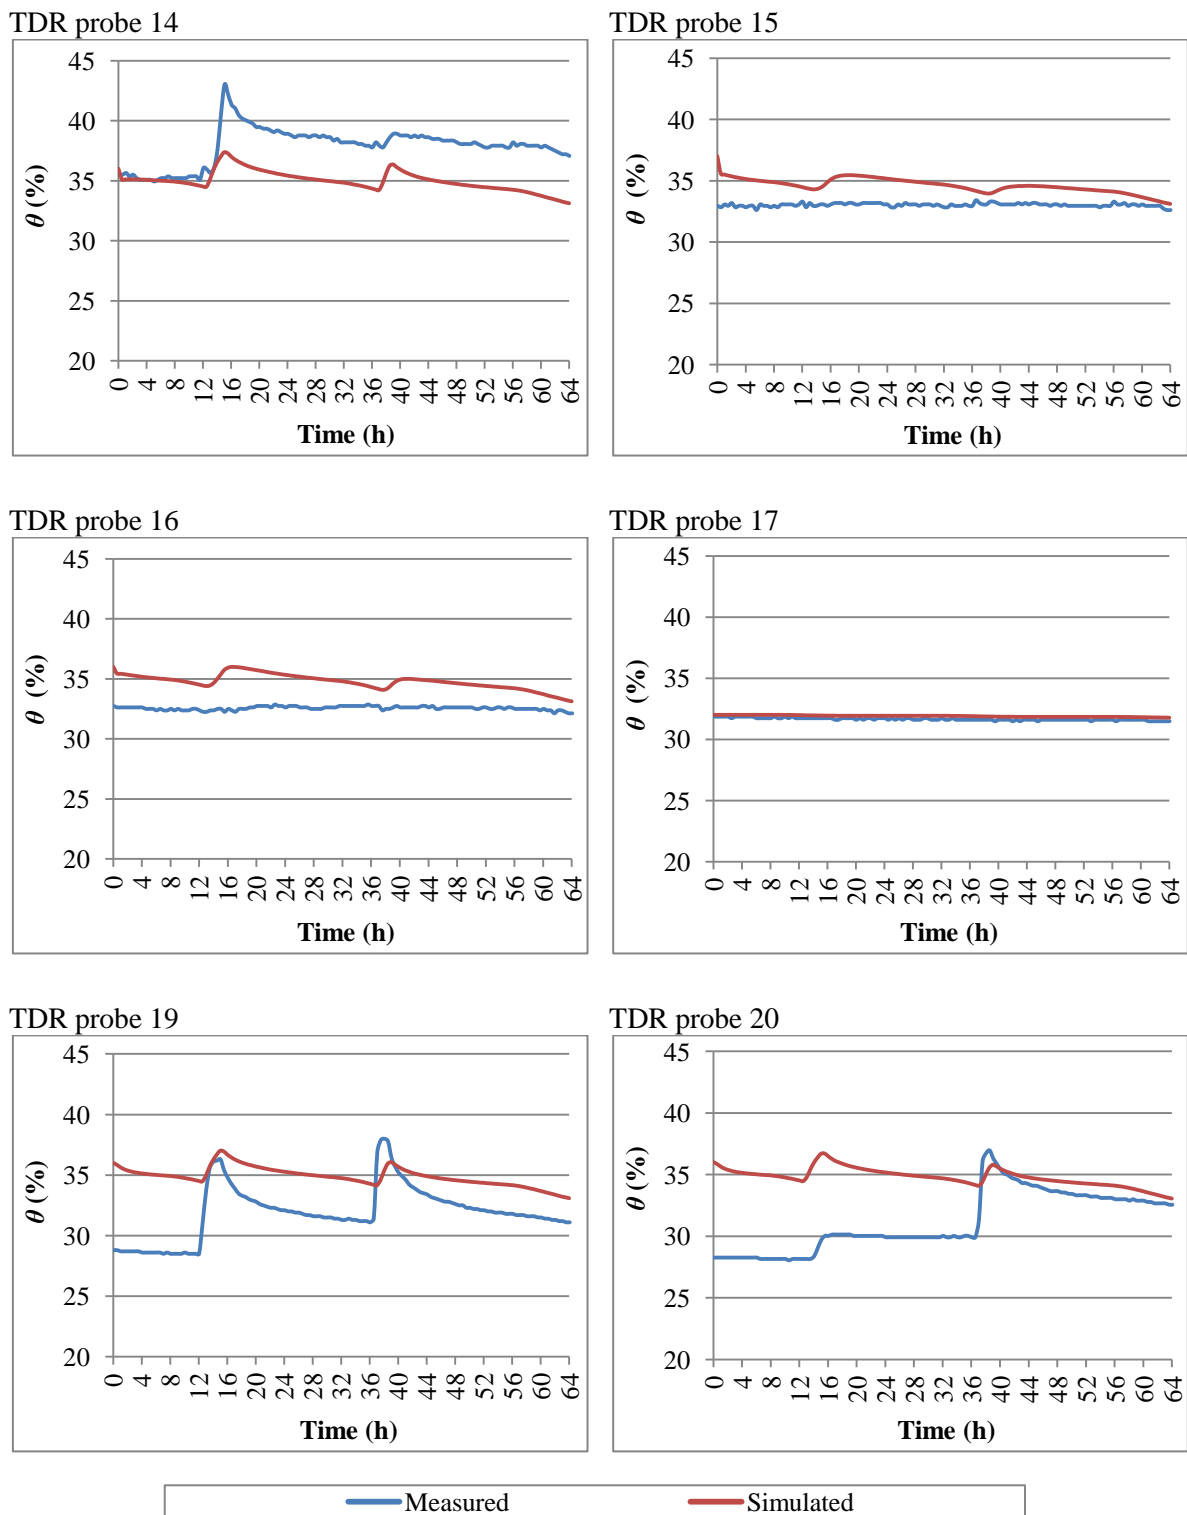 TDR probe 14
45
40
35
30
25
20
θ (%)
0 4 8 12 16 20 24 28 32 36 40 44 48 52 56 60 64
Time (h)
TDR probe 15
45
40
35
30
25
20
θ (%)
0 4 8 12 16 20 24 28 32 36 40 44 48 52 56 60 64
Time (h)
TDR probe 16
45
40
35
30
25
20
θ (%)
0 4 8 12 16 20 24 28 32 36 40 44 48 52 56 60 64
Time (h)
TDR probe 17
45
40
35
30
25
20
θ (%)
0 4 8 12 16 20 24 28 32 36 40 44 48 52 56 60 64
Time (h)
TDR probe 19
45
40
35
30
25
20
θ (%)
0 4 8 12 16 20 24 28 32 36 40 44 48 52 56 60 64
Time (h)
TDR probe 20
45
40
35
30
25
20
θ (%)
0 4 8 12 16 20 24 28 32 36 40 44 48 52 56 60 64
Time (h)
Measured Simulated